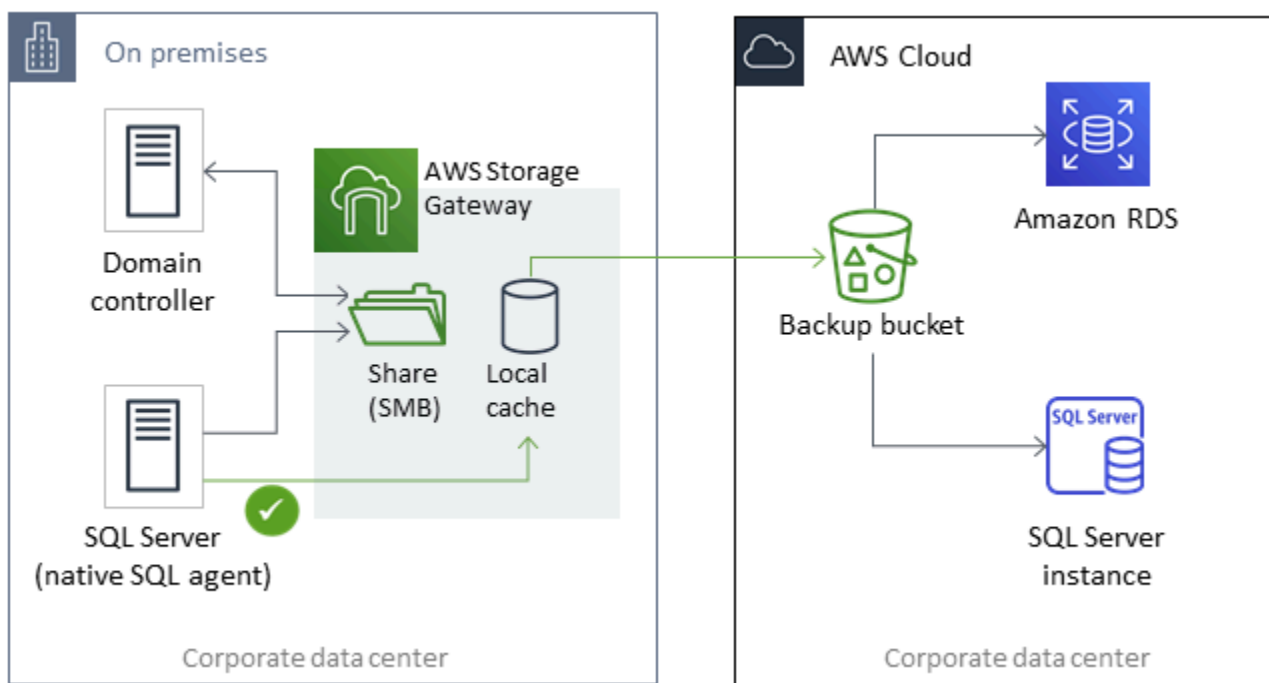 On premises
AWS Storage
Gateway
Domain
controller
Share
(SMB)
Local
cache
SQL Server
(native SQL agent)
Corporate data center
AWS Cloud
Amazon RDS
Backup bucket
SQL Server
SQL Server
instance
Corporate data center